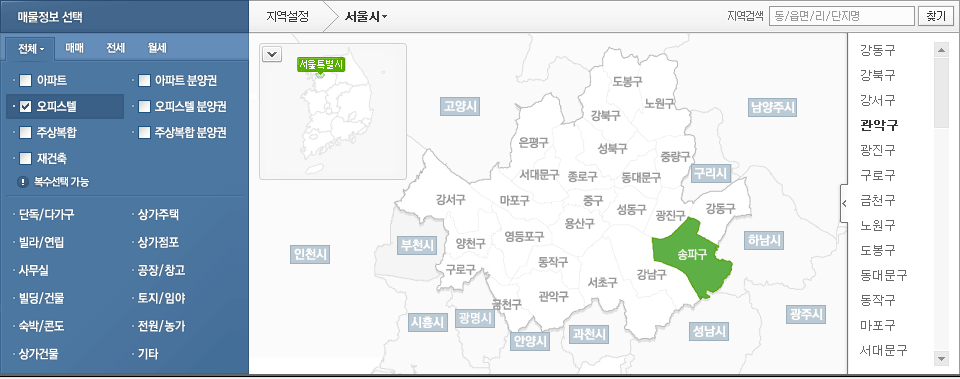 매물정보 선택
지역설정 서울시
지역검색 동/읍면/리/단지명 찾기
전체 매매 전세 월세
아파트 아파트 분양권
오피스텔 오피스텔 분양권
주상복합 주상복합 분양권
재건축
복수선택 가능
단독/다가구 상가주택
빌라/연립 상가점포
사무실 공장/창고
빌딩/건물 토지/임야
숙박/콘도 전원/농가
상가건물 기타
서울특별시
도봉구
노원구
고양시
남양주시
강북구
은평구
성북구
중랑구
서대문구
종로구
동대문구
구리시
강서구
마포구
중구
성동구
광진구
강동구
용산구
인천시
부천시
양천구
영등포구
하남시
송파구
구로구
동작구
강남구
서초구
금천구
관악구
시흥시
광명시
안양시
과천시
성남시
광주시
강동구
강북구
강서구
관악구
광진구
구로구
금천구
노원구
도봉구
동대문구
동작구
마포구
서대문구